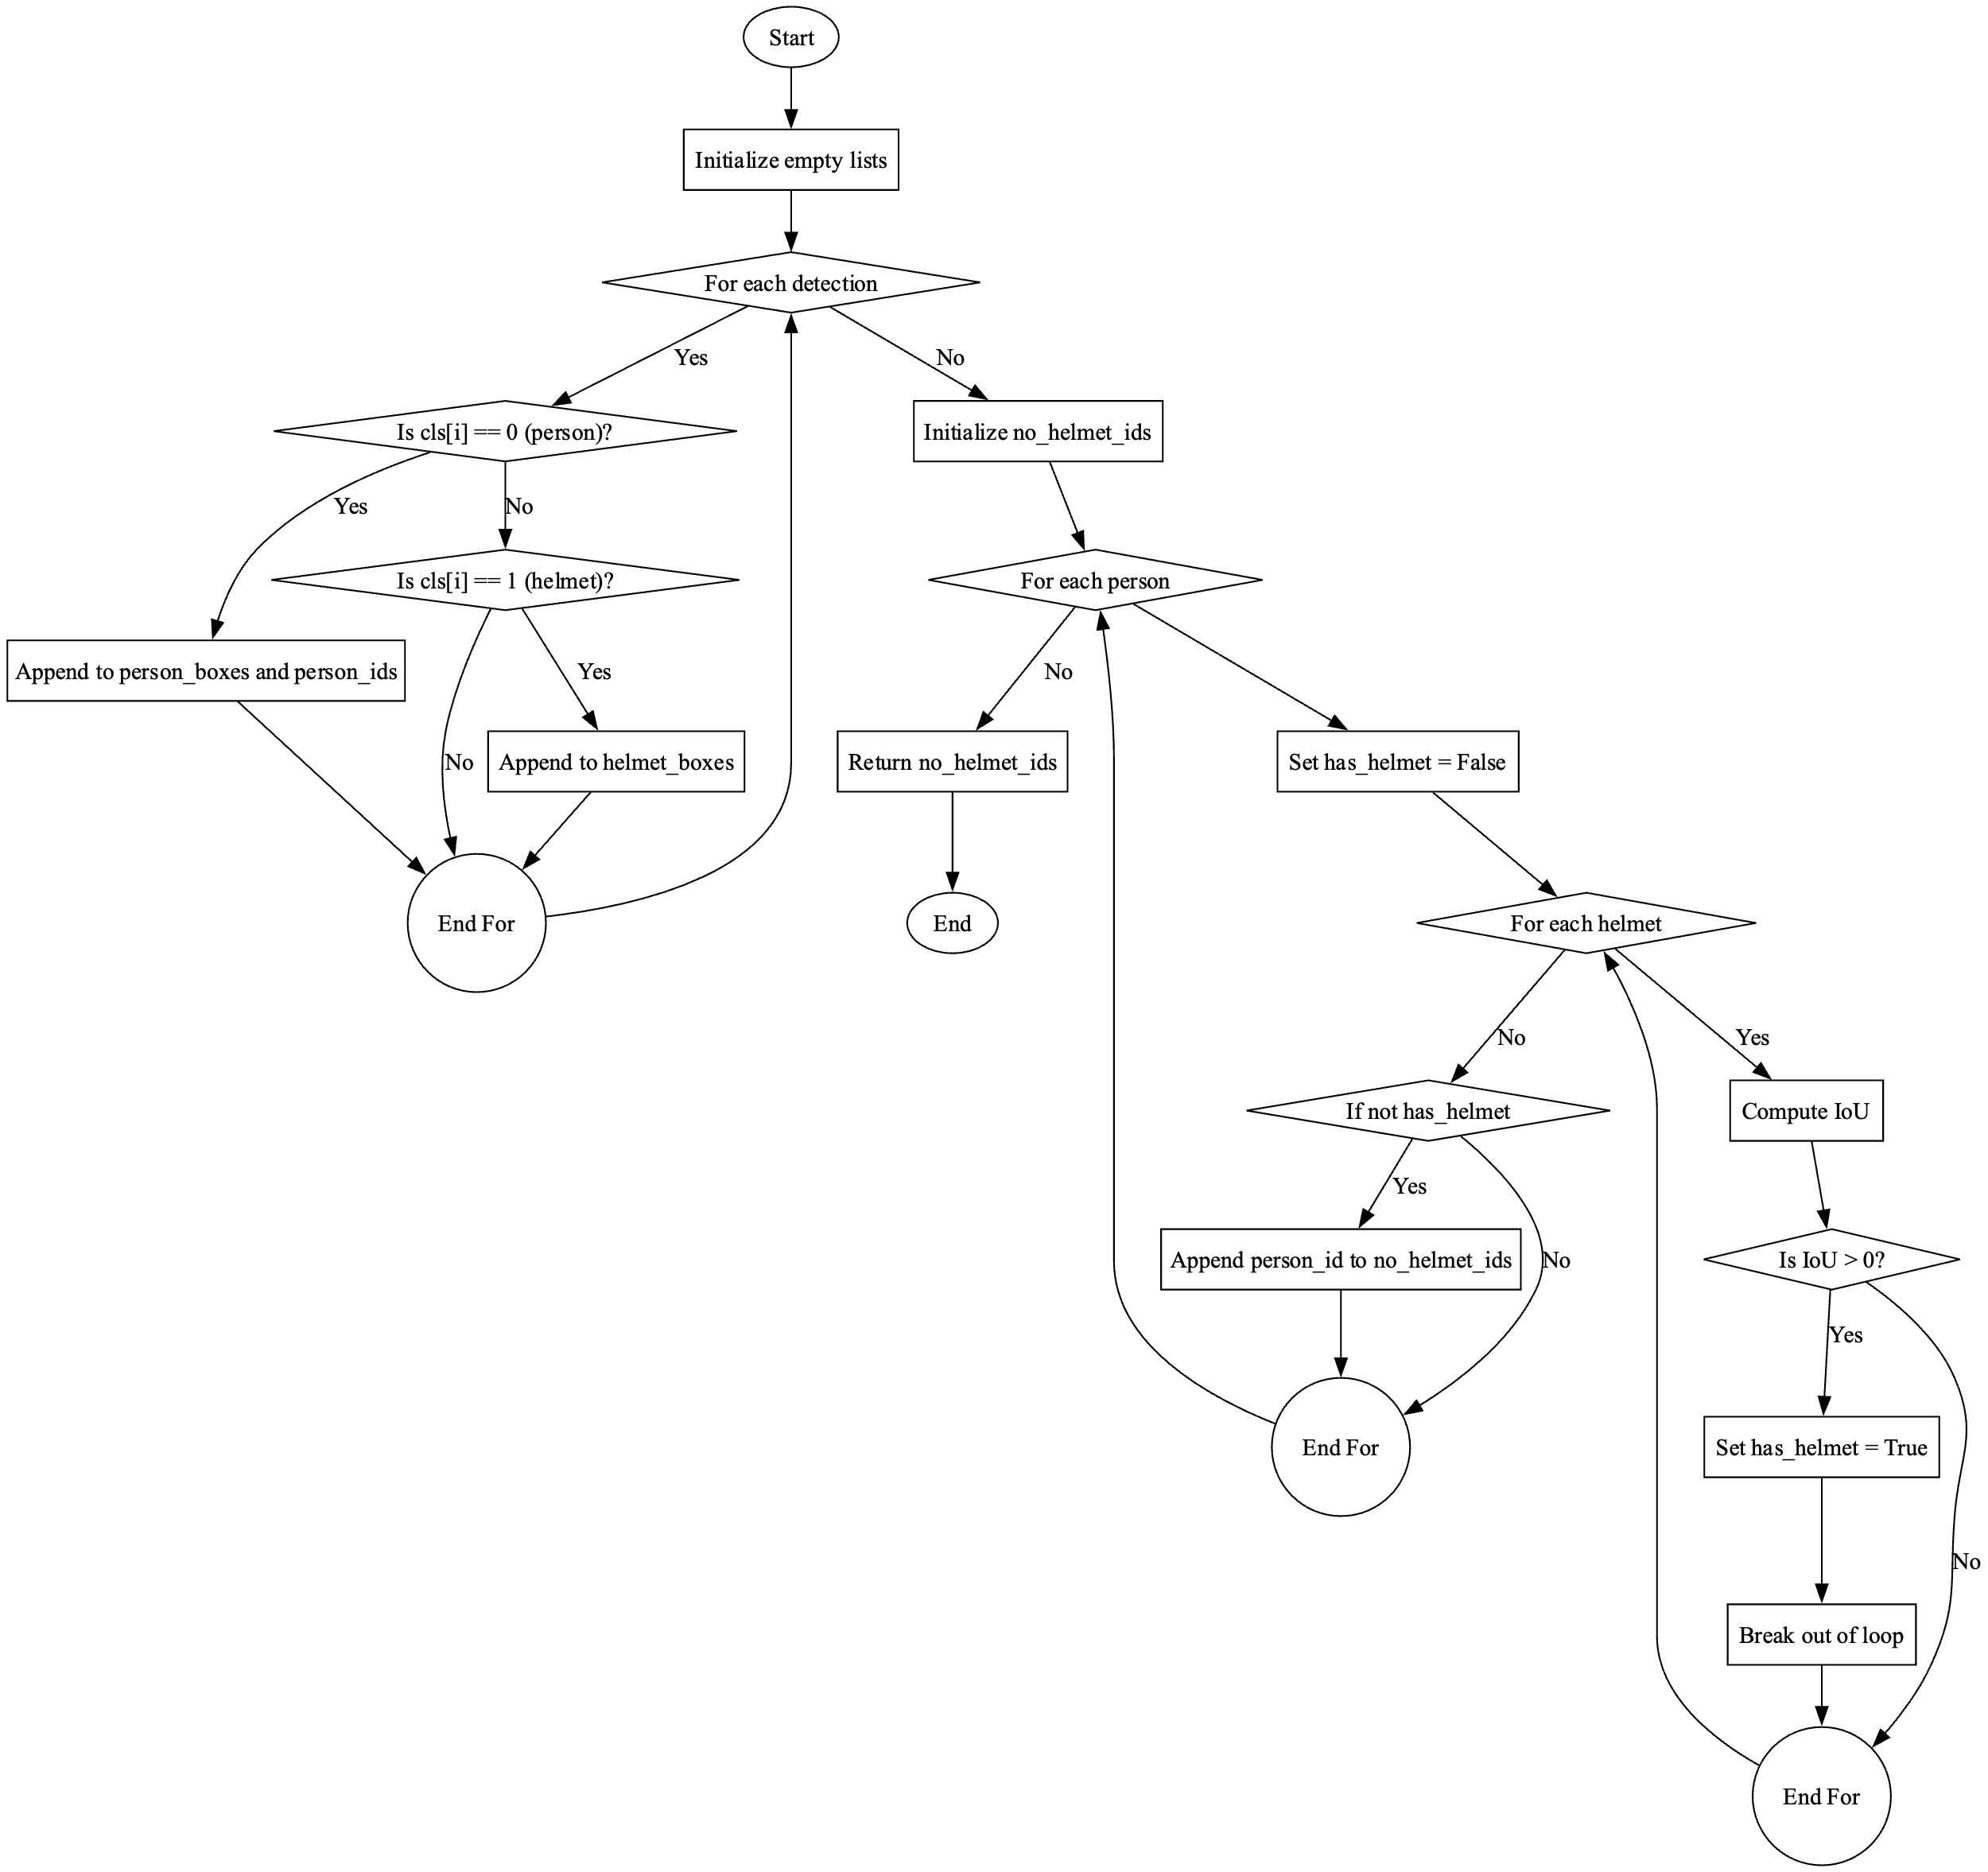 Start
Initialize empty lists
For each detection
Yes
No
Is cls[i] == 0 (person)?
Initialize no_helmet_ids
Yes
No
Is cls[i] == 1 (helmet)?
For each person
Append to person_boxes and person_ids
Yes
No
No
Append to helmet_boxes
Return no_helmet_ids
Set has_helmet = False
End For
End
For each helmet
No
Yes
If not has_helmet
Compute IoU
Yes
Append person_id to no_helmet_ids
No
Is IoU > 0?
Yes
End For
Set has_helmet = True
No
Break out of loop
End For